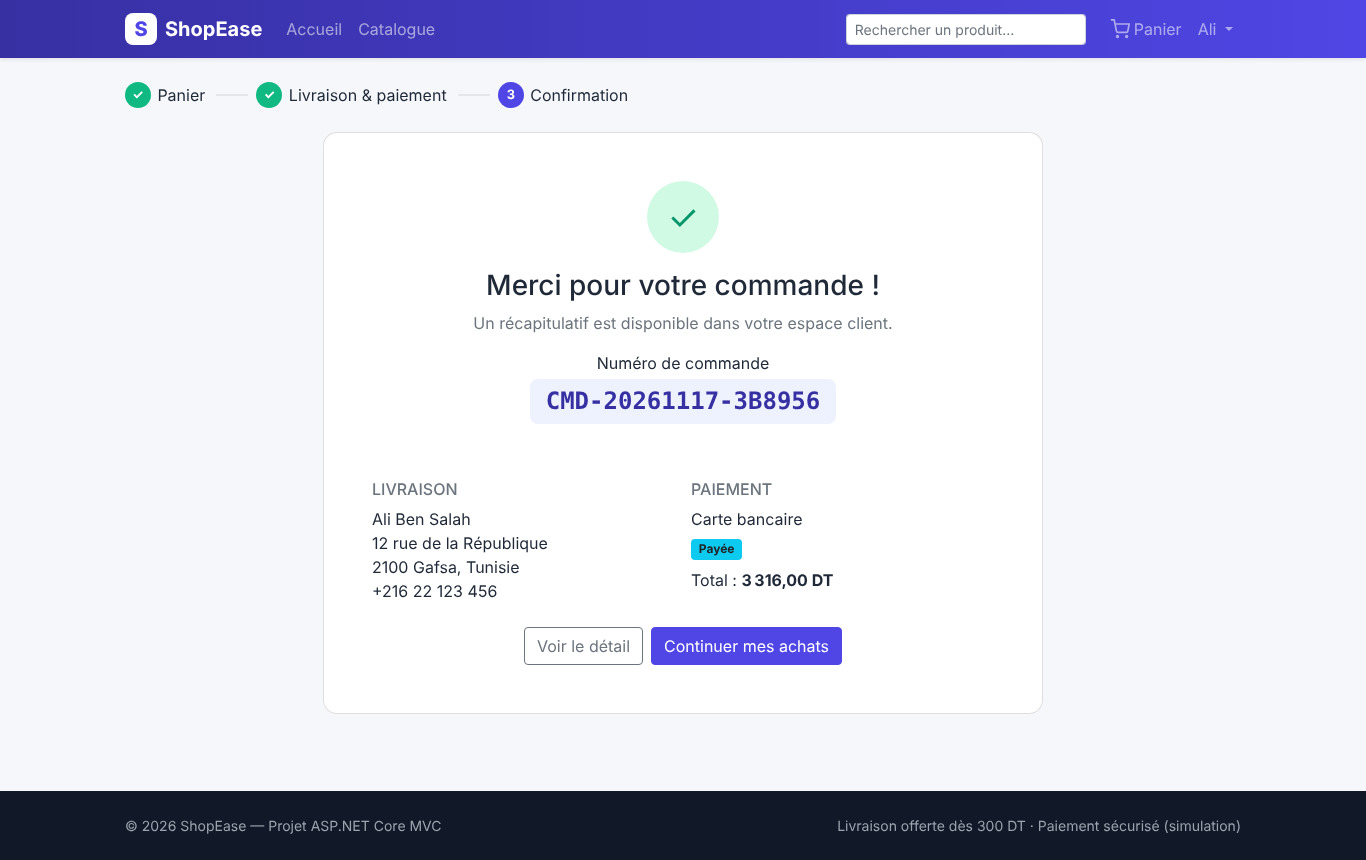 S ShopEase Accueil Catalogue Rechercher un produit... Panier Ali
Panier Livraison & paiement 3 Confirmation
Merci pour votre commande !
Un récapitulatif est disponible dans votre espace client.
Numéro de commande
CMD-20261117-3B8956
LIVRAISON
Ali Ben Salah
12 rue de la République
2100 Gafsa, Tunisie
+216 22 123 456
PAIEMENT
Carte bancaire
Payée
Total : 3 316,00 DT
Voir le détail Continuer mes achats
© 2026 ShopEase — Projet ASP.NET Core MVC
Livraison offerte dès 300 DT · Paiement sécurisé (simulation)